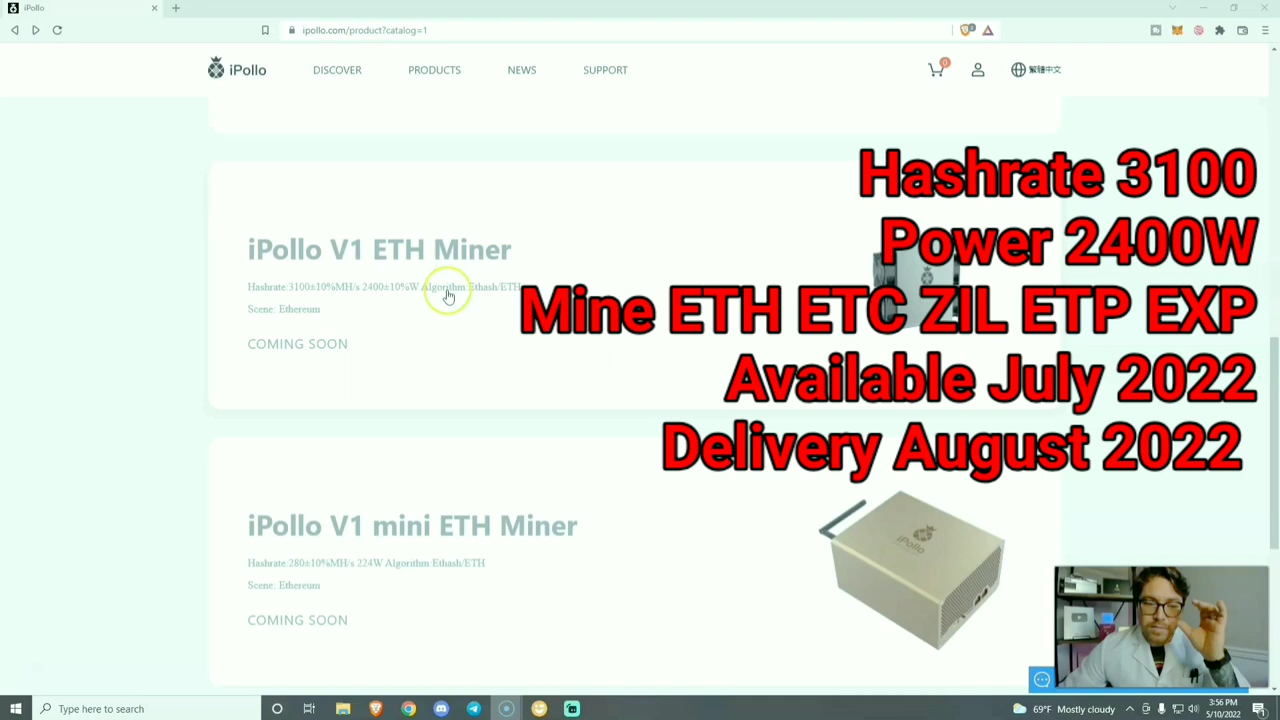 iPollo
ipollo.com/product?catalog=1
iPollo
DISCOVER
PRODUCTS
NEWS
SUPPORT
0
繁體中文
Hashrate 3100
Power 2400W
Mine ETH ETC ZIL ETP EXP
Available July 2022
Delivery August 2022
iPollo V1 ETH Miner
Hashrate:3100±10%MH/s 2400±10%W Algorithm Ethash/ETH
Scene: Ethereum
COMING SOON
iPollo V1 mini ETH Miner
Hashrate:280±10%MH/s 224W Algorithm Ethash/ETH
Scene: Ethereum
COMING SOON
iPollo
Type here to search
69°F Mostly cloudy
3:56 PM
5/10/2022